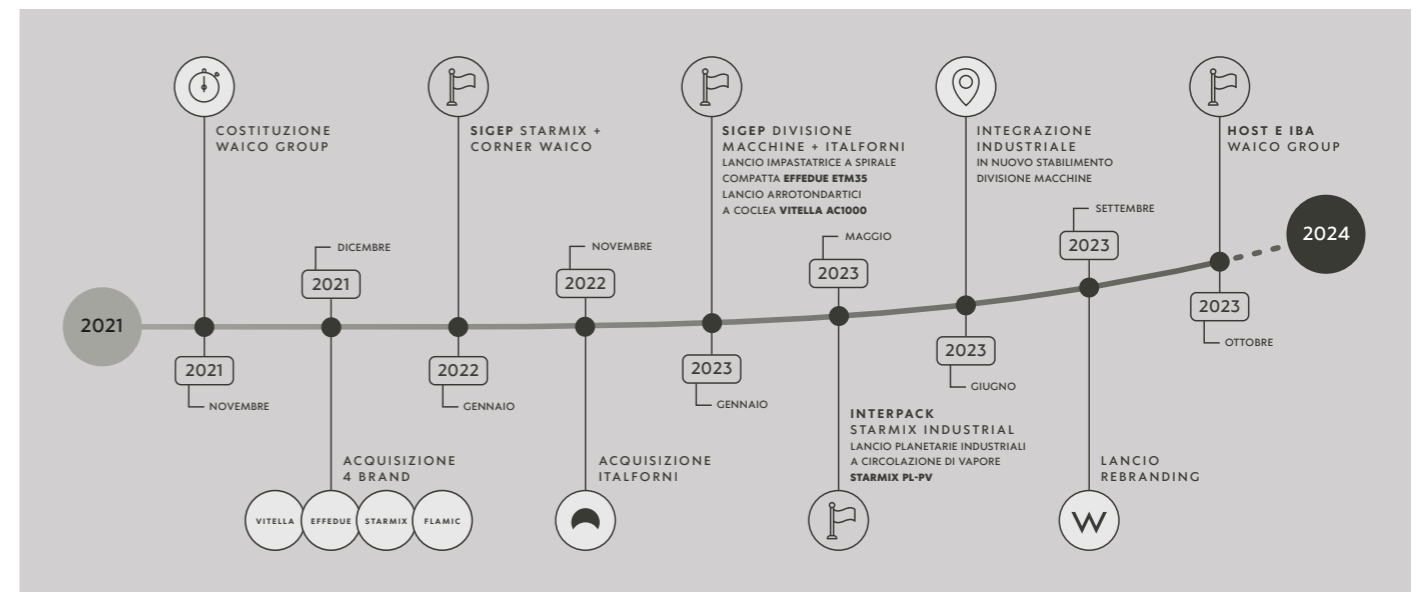 2021
COSTITUZIONE
WAICO GROUP
2021
NOVEMBRE
DICEMBRE
2021
ACQUISIZIONE
4 BRAND
VITELLA
EFFEDUE
STARMIX
FLAMIC
SIGEP STARMIX +
CORNER WAICO
2022
GENNAIO
NOVEMBRE
2022
ACQUISIZIONE
ITALFORNI
SIGEP DIVISIONE
MACCHINE + ITALFORNI
LANCIO IMPASTATRICE A SPIRALE
COMPATTA EFFEDUE ETM35
LANCIO ARROTONDARTICI
A COCLEA VITELLA AC1000
2023
GENNAIO
MAGGIO
2023
INTERPACK
STARMIX INDUSTRIAL
LANCIO PLANETARIE INDUSTRIALI
A CIRCOLAZIONE DI VAPORE
STARMIX PL-PV
INTEGRAZIONE
INDUSTRIALE
IN NUOVO STABILIMENTO
DIVISIONE MACCHINE
2023
GIUGNO
SETTEMBRE
2023
LANCIO
REBRANDING
W
HOST E IBA
WAICO GROUP
2023
OTTOBRE
2024